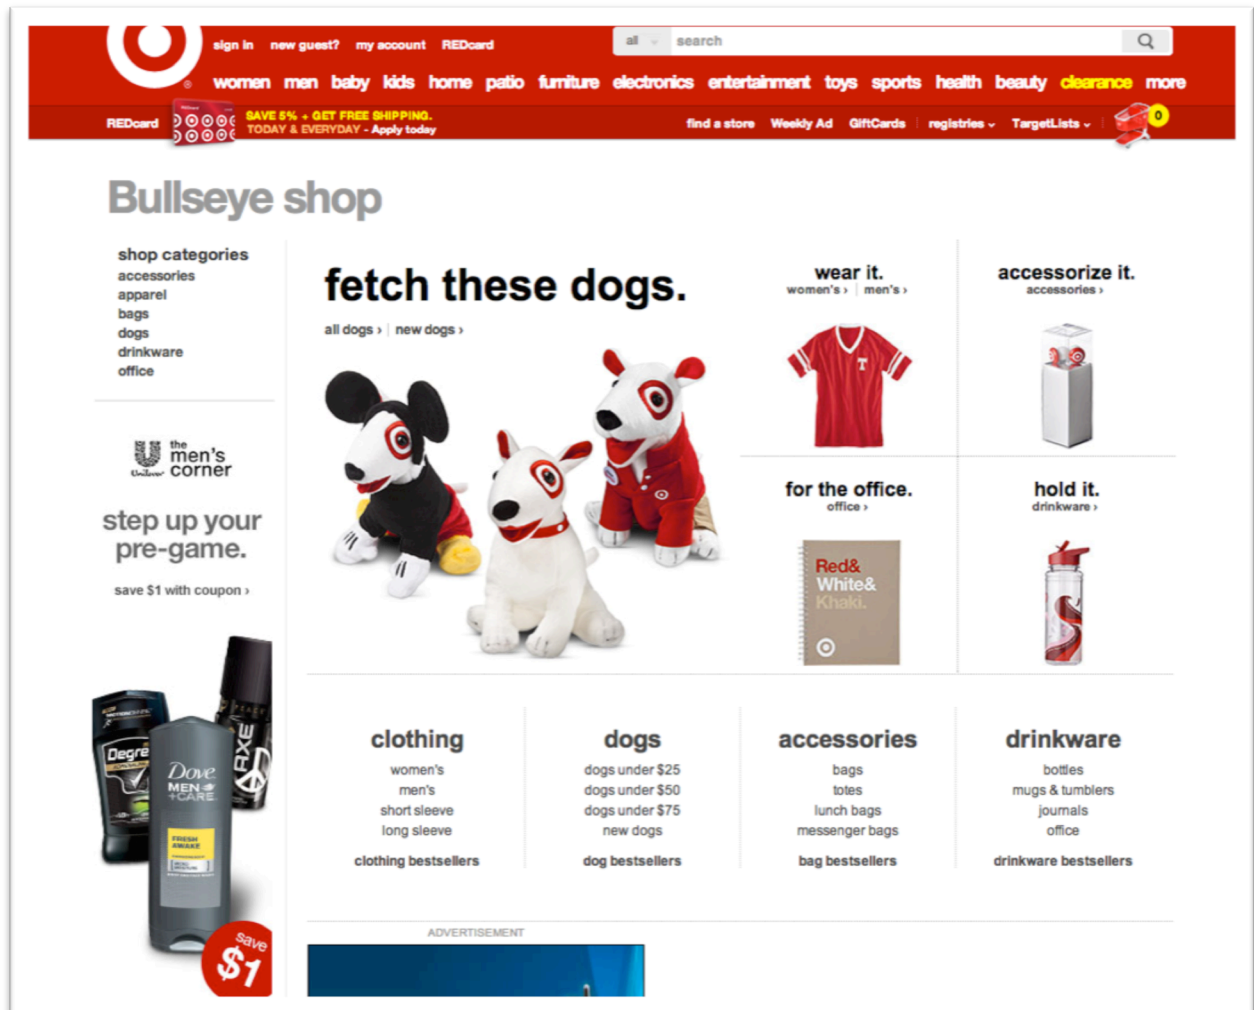 sign in new guest? my account REDcard
all search
women men baby kids home patio furniture electronics entertainment toys sports health beauty clearance more
REDcard
SAVE 5% + GET FREE SHIPPING.
TODAY & EVERYDAY - Apply today
find a store Weekly Ad GiftCards registries TargetLists 0
Bullseye shop
shop categories
accessories
apparel
bags
dogs
drinkware
office
U
Unilever
the
men's
corner
step up your
pre-game.
save $1 with coupon ›
Degree
AXE
Dove
MEN
+CARE
FRESH
AWAKE
save
$1
fetch these dogs.
all dogs › new dogs ›
wear it.
women's › men's ›
T
accessorize it.
accessories ›
for the office.
office ›
Red&
White&
Khaki.
hold it.
drinkware ›
clothing
women's
men's
short sleeve
long sleeve
clothing bestsellers
dogs
dogs under $25
dogs under $50
dogs under $75
new dogs
dog bestsellers
accessories
bags
totes
lunch bags
messenger bags
bag bestsellers
drinkware
bottles
mugs & tumblers
journals
office
drinkware bestsellers
ADVERTISEMENT